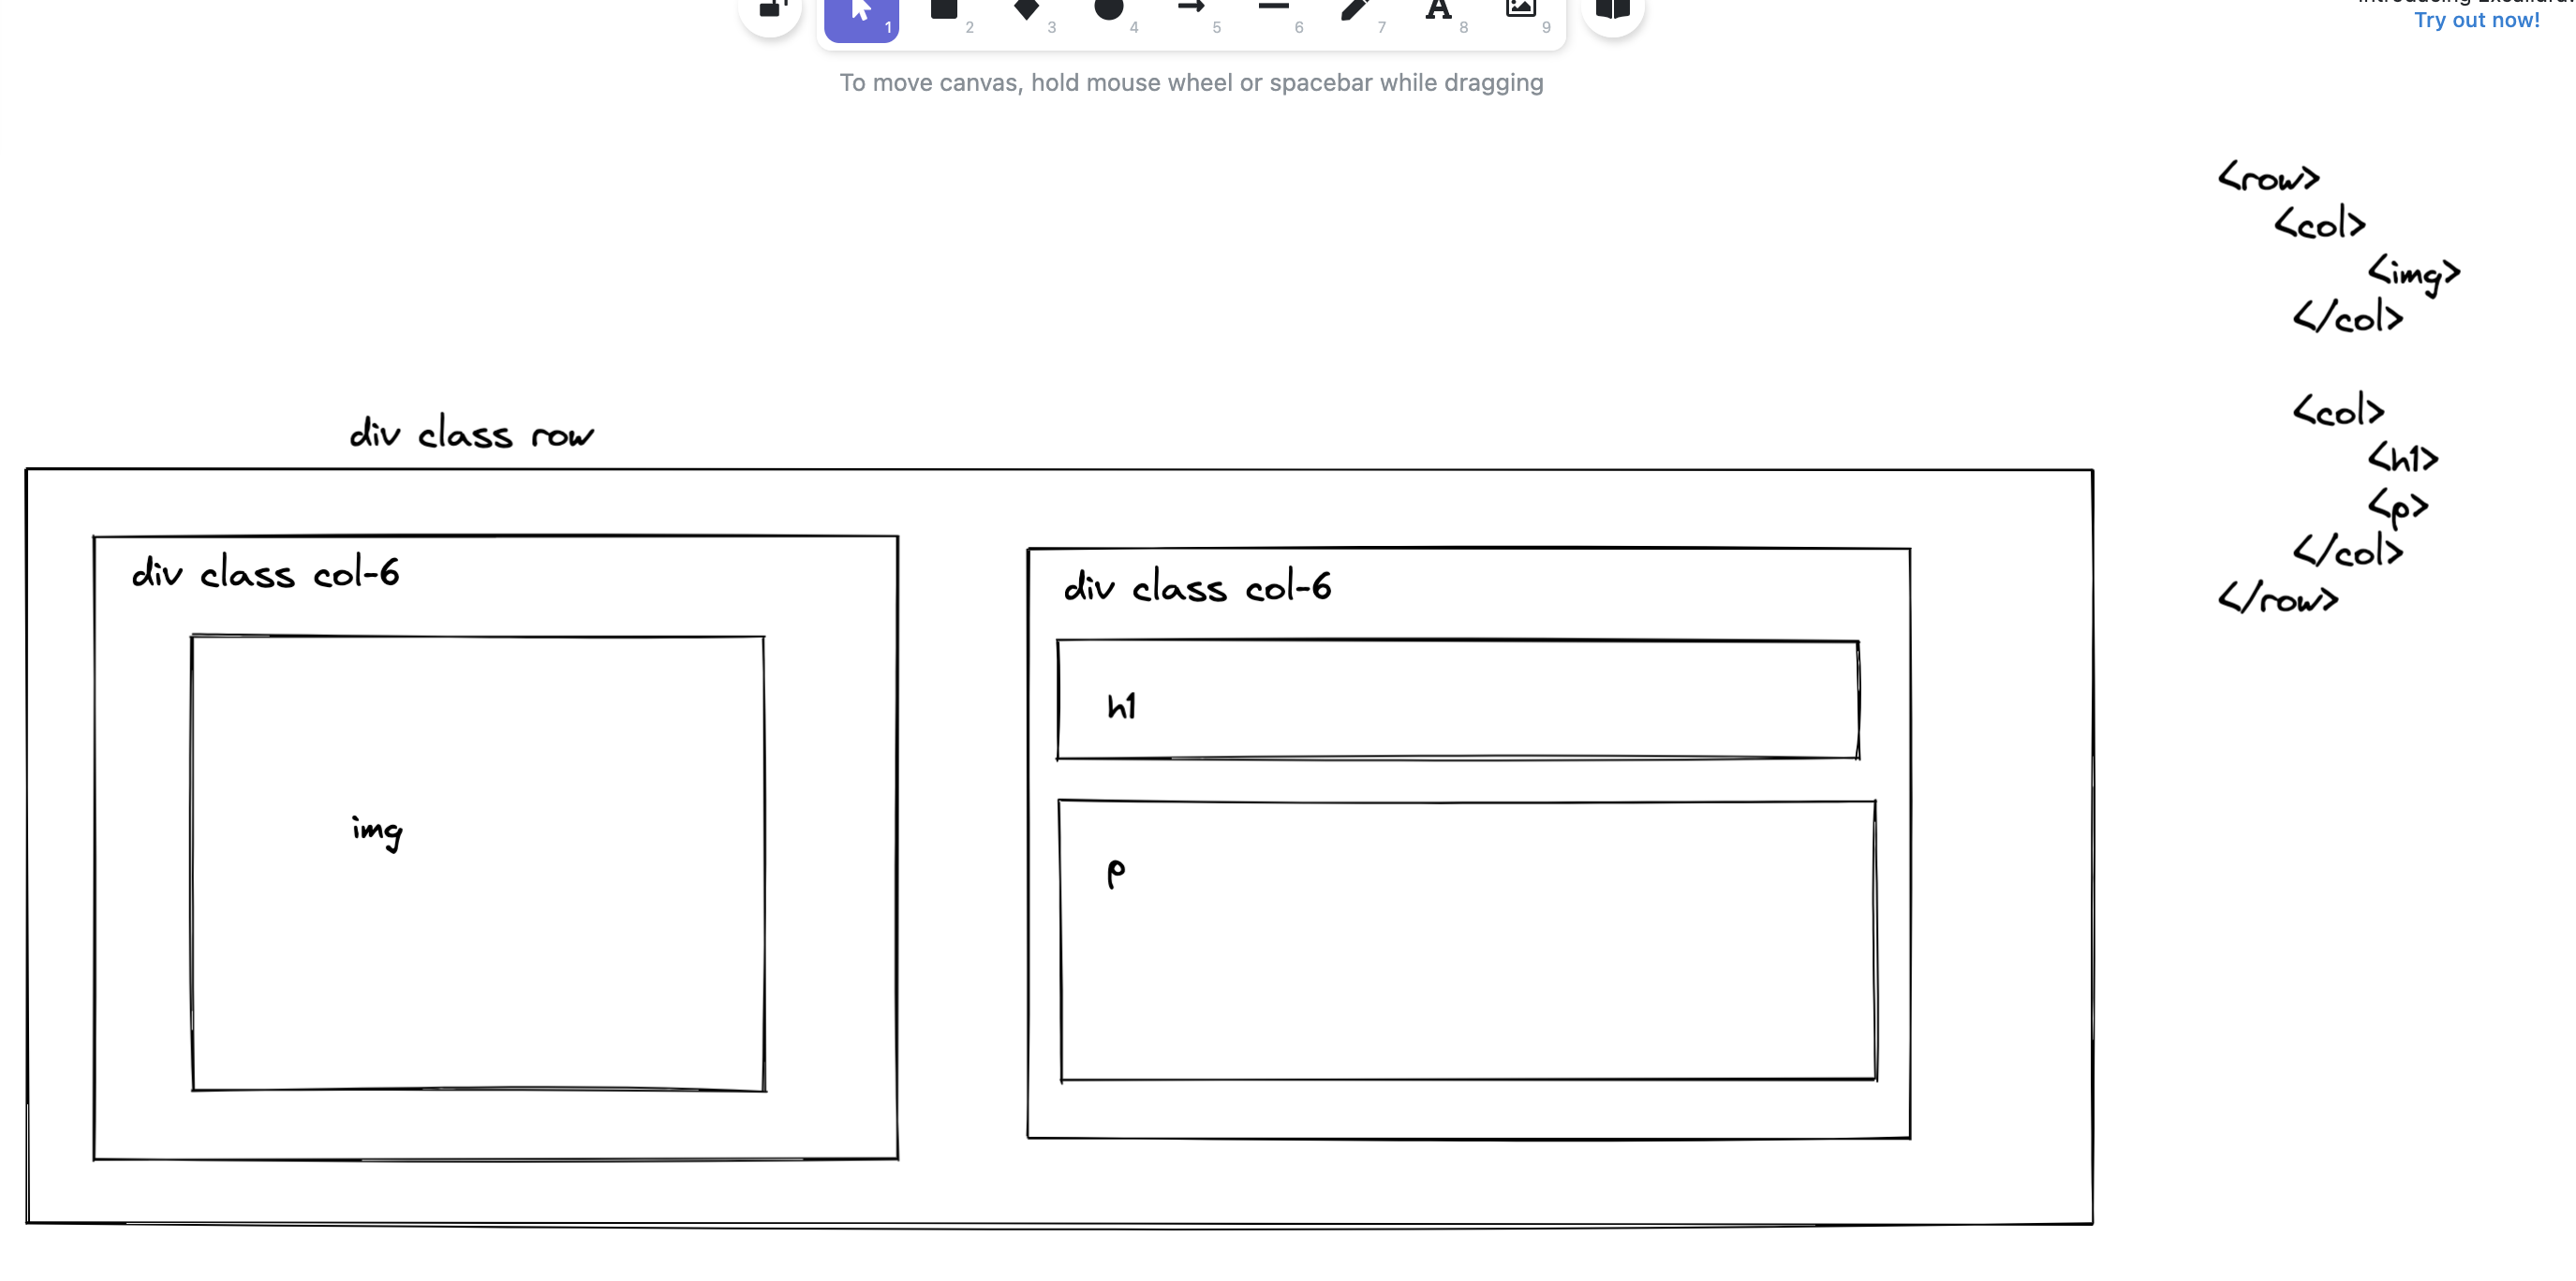 1 2 3 4 5 6 7 A 8 9
Try out now!
To move canvas, hold mouse wheel or spacebar while dragging
<row>
<col>
<img>
</col>
<col>
<h1>
<p>
</col>
</row>
div class row
div class col-6
img
div class col-6
h1
p